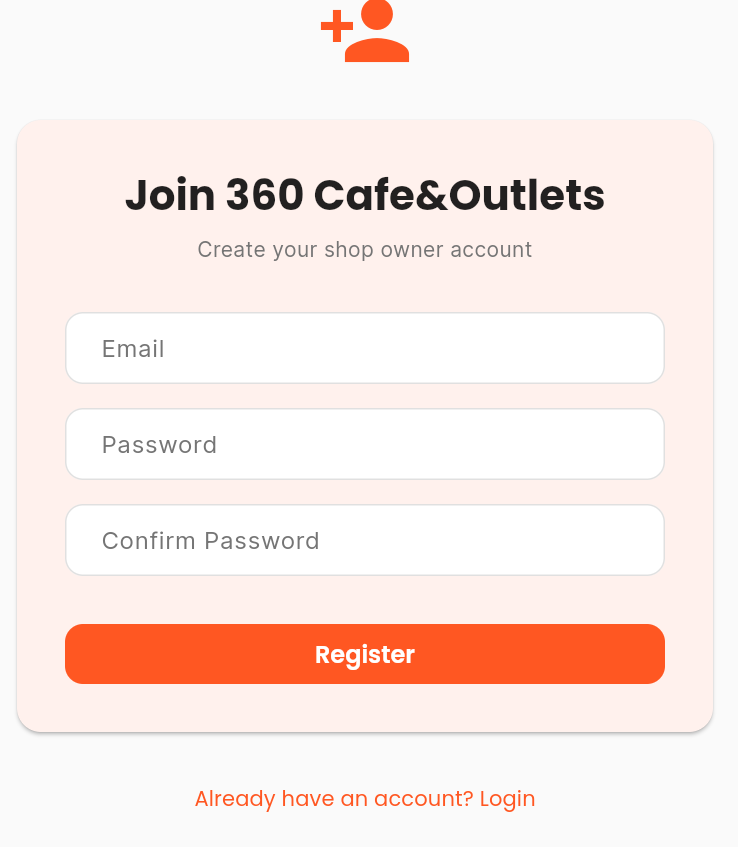 Join 360 Cafe&Outlets
Create your shop owner account
Email
Password
Confirm Password
Register
Already have an account? Login